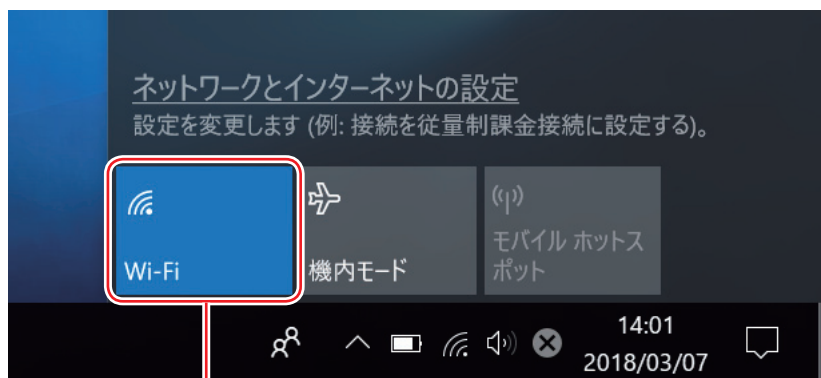 ネットワークとインターネットの設定
設定を変更します (例: 接続を従量制課金接続に設定する)。
Wi-Fi
機内モード
モバイル ホットス
ポット
14:01
2018/03/07